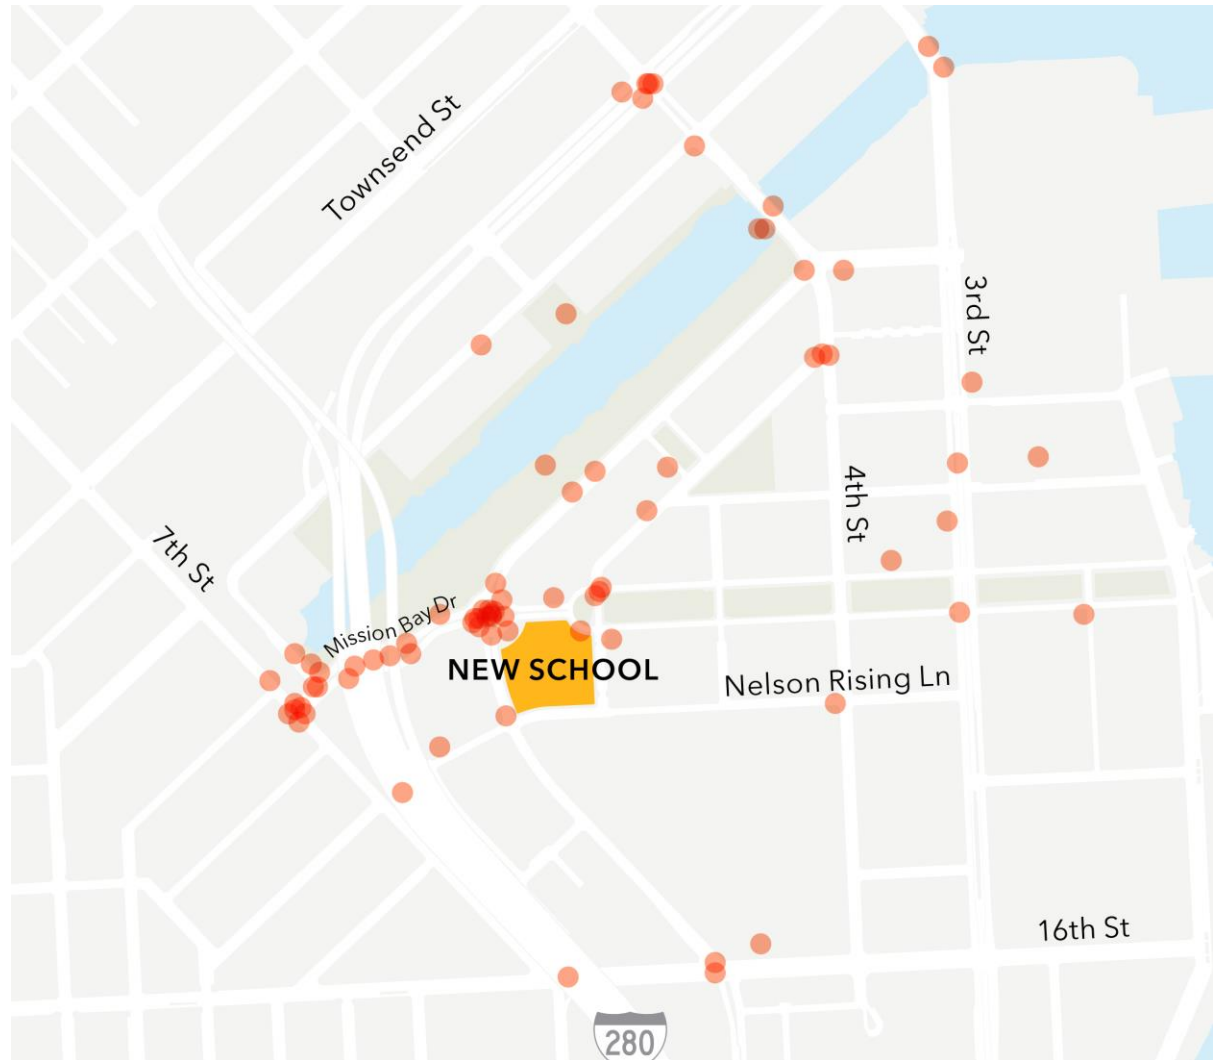 Townsend St
3rd St
4th St
7th St
Mission Bay Dr
NEW SCHOOL
Nelson Rising Ln
16th St
280